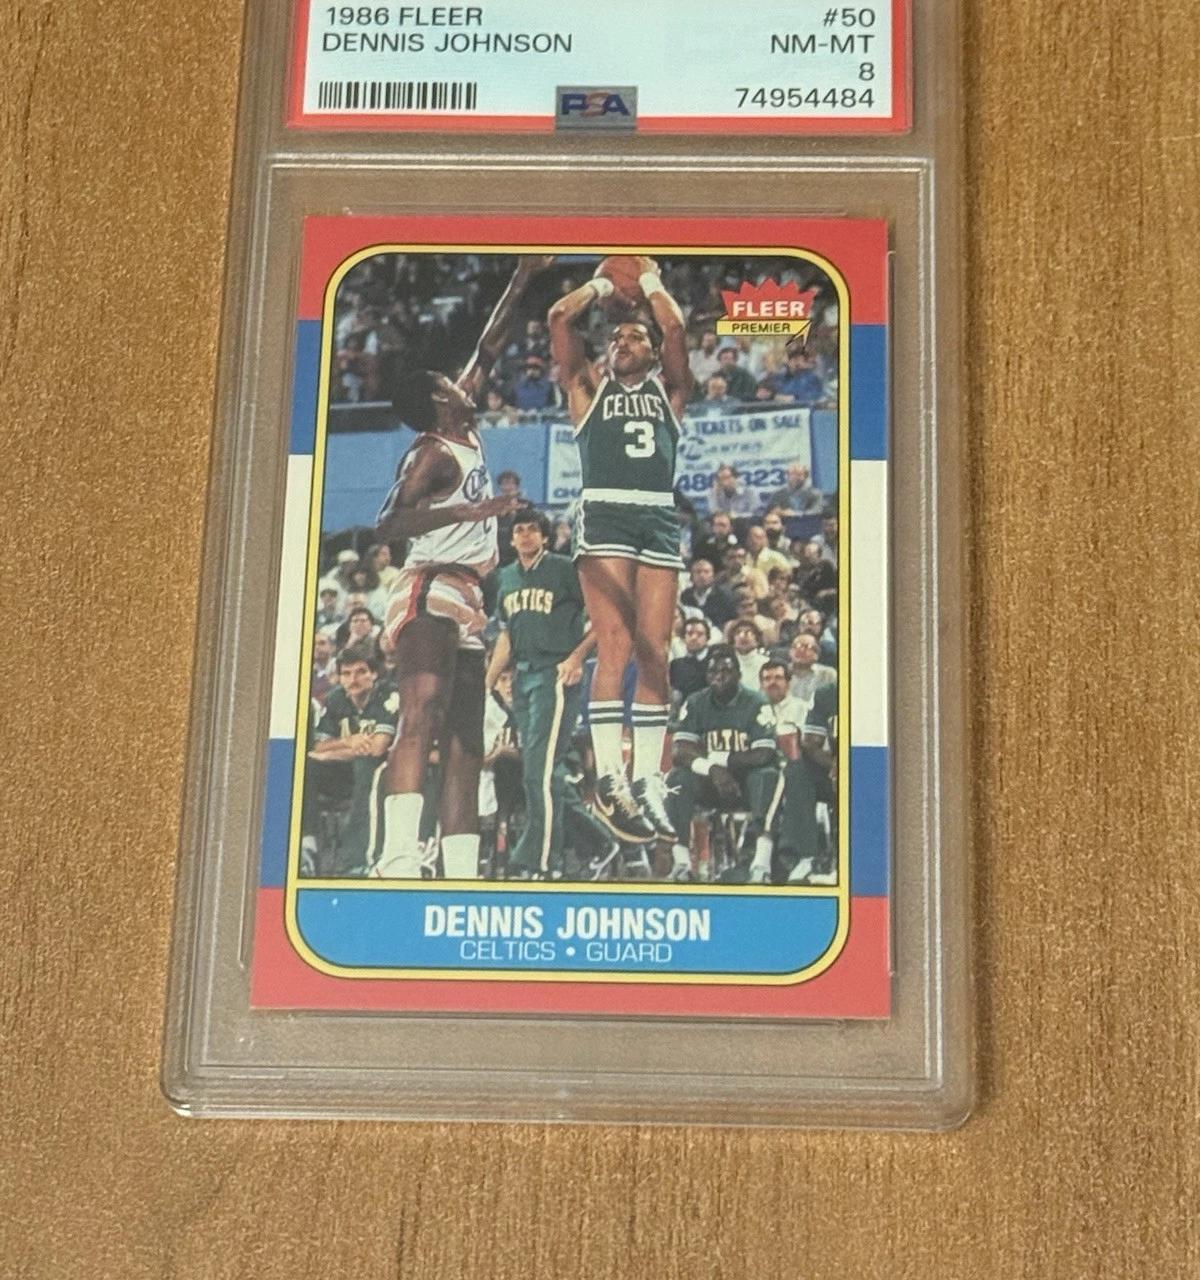 1986 FLEER
#50
DENNIS JOHNSON
NM-MT
8
PSA
74954484
FLEER
PREMIER
CELTICS
3
TICKETS ON SALE
DENNIS JOHNSON
CELTICS • GUARD